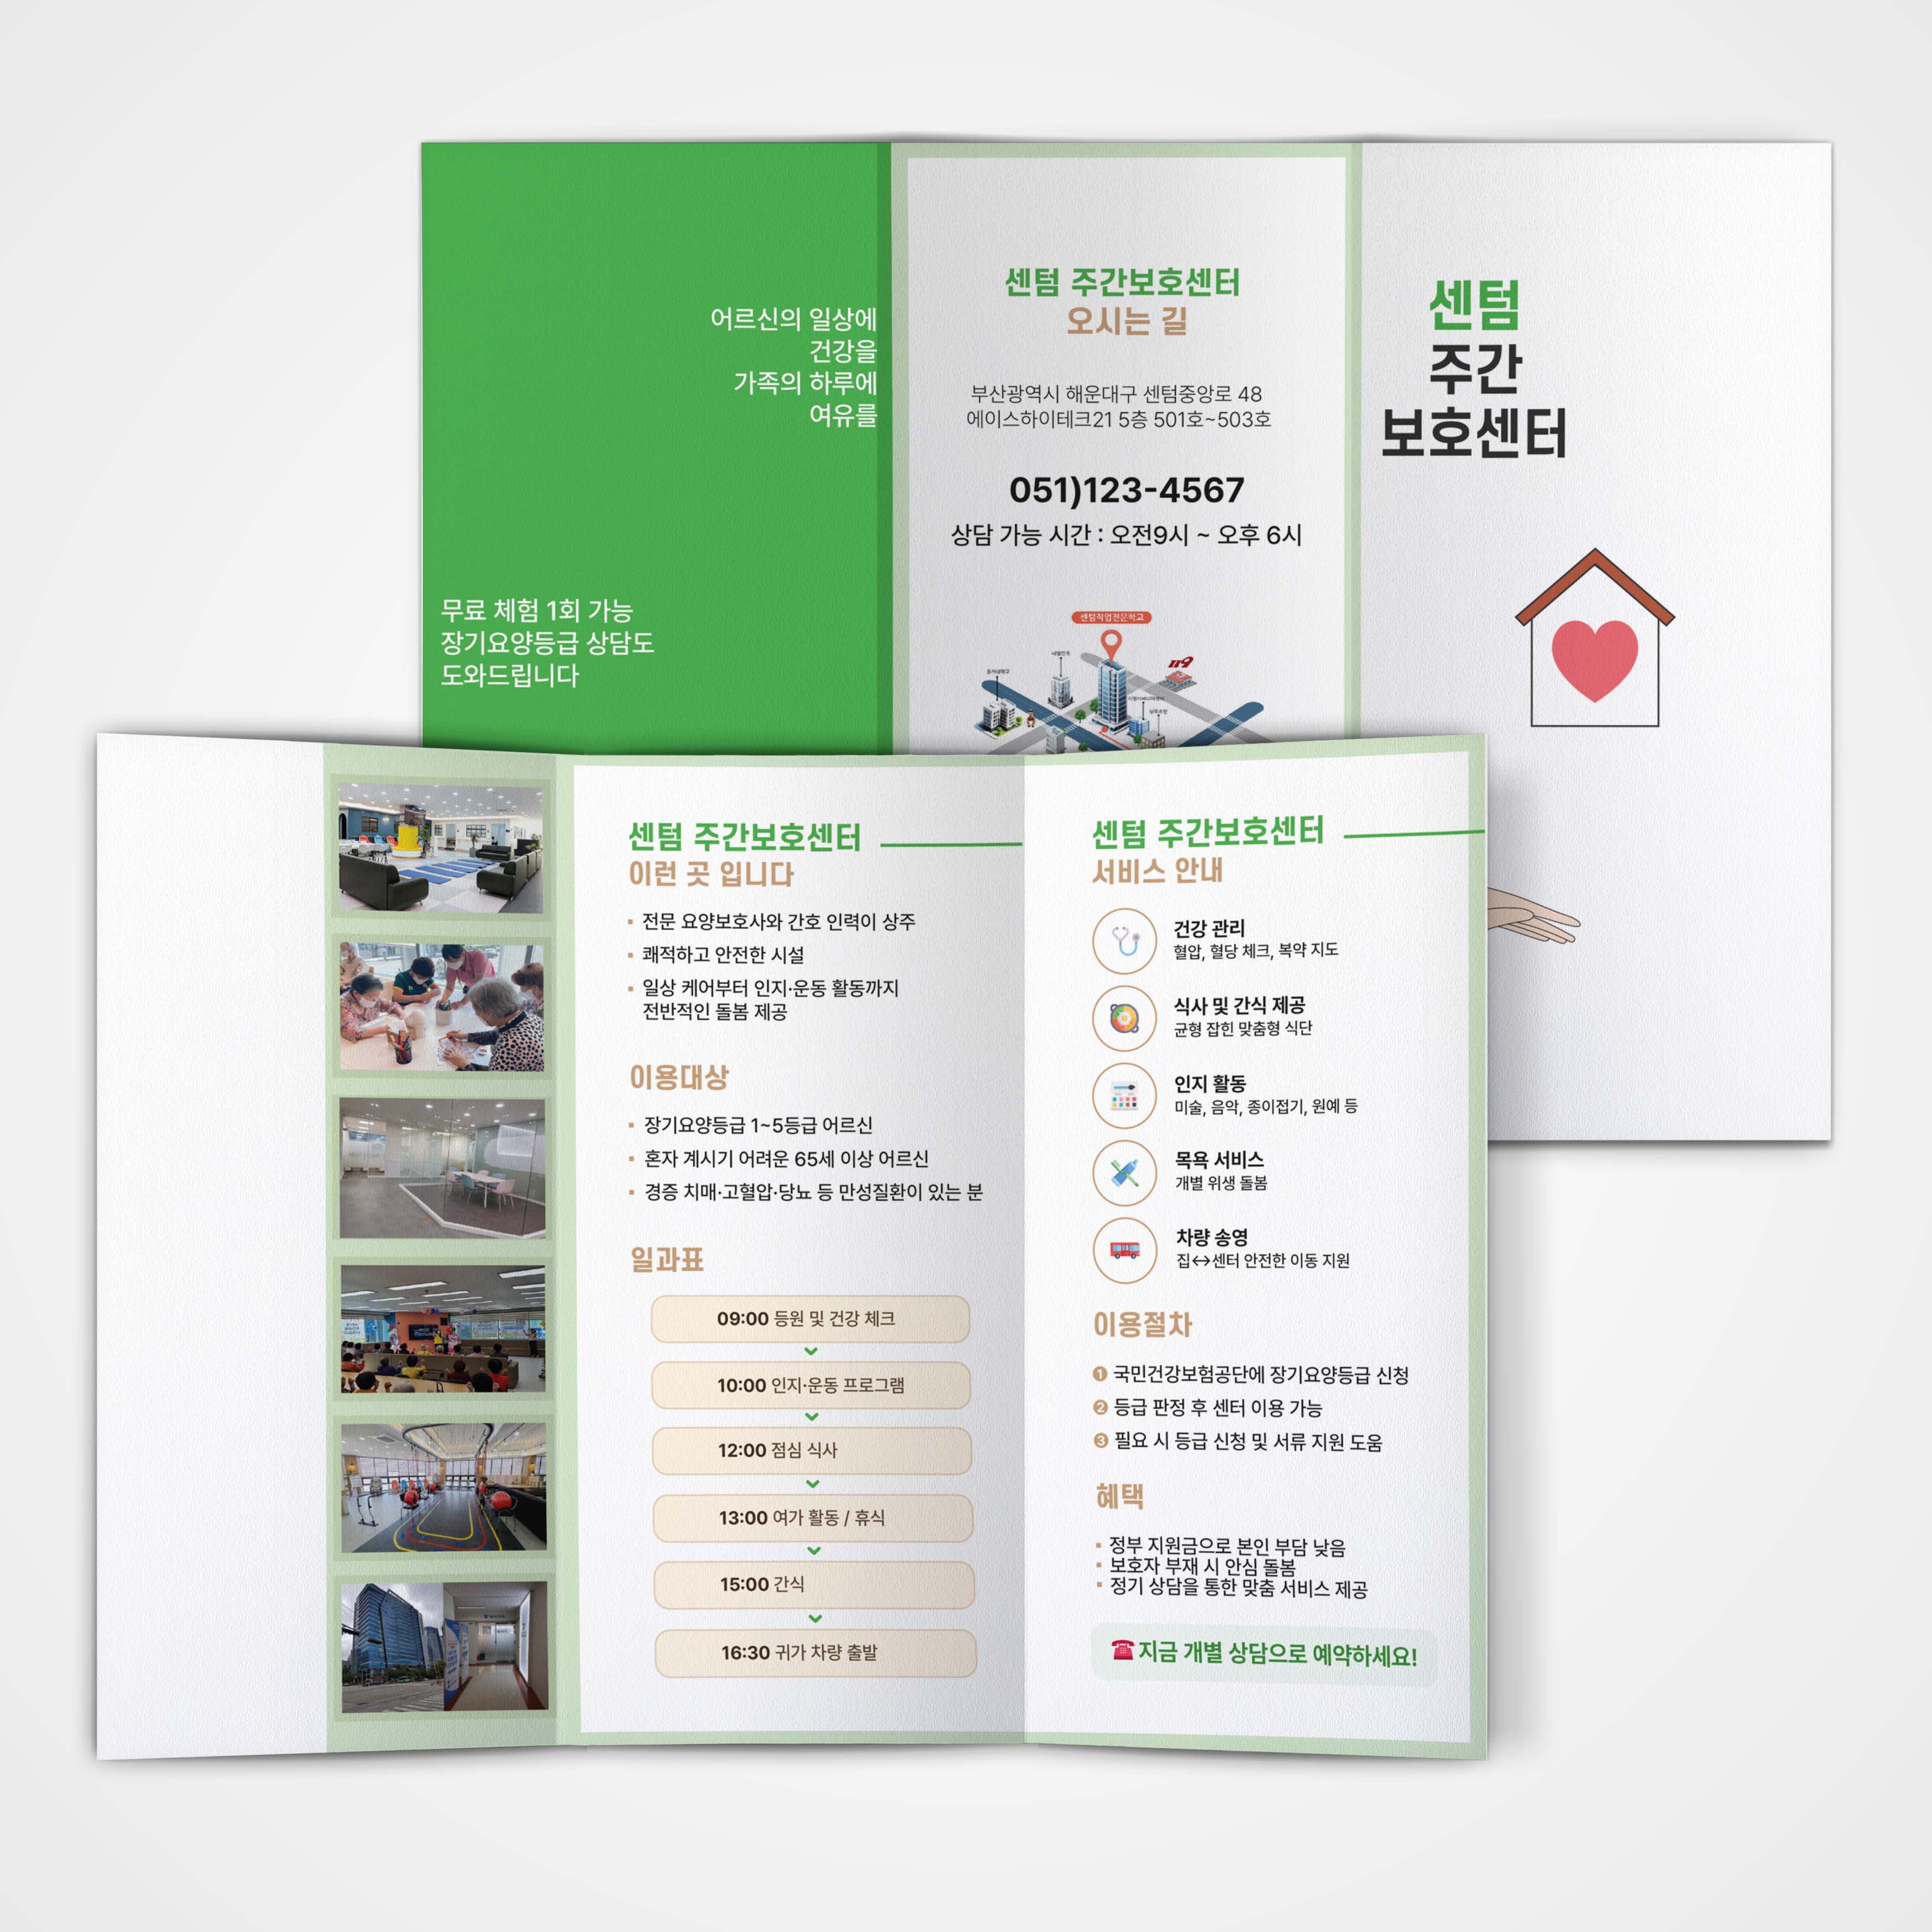 어르신의 일상에
건강을
가족의 하루에
여유를
무료 체험 1회 가능
장기요양등급 상담도
도와드립니다
센텀 주간보호센터
오시는 길
부산광역시 해운대구 센텀중앙로 48
에이스하이테크21 5층 501호~503호
051)123-4567
상담 가능 시간 : 오전9시 ~ 오후 6시
센텀직업전문학교
119
센텀
주간
보호센터
센텀 주간보호센터
이런 곳 입니다
▪ 전문 요양보호사와 간호 인력이 상주
▪ 쾌적하고 안전한 시설
▪ 일상 케어부터 인지·운동 활동까지
전반적인 돌봄 제공
이용대상
▪ 장기요양등급 1~5등급 어르신
▪ 혼자 계시기 어려운 65세 이상 어르신
▪ 경증 치매·고혈압·당뇨 등 만성질환이 있는 분
일과표
09:00 등원 및 건강 체크
10:00 인지·운동 프로그램
12:00 점심 식사
13:00 여가 활동 / 휴식
15:00 간식
16:30 귀가 차량 출발
센텀 주간보호센터
서비스 안내
건강 관리
혈압, 혈당 체크, 복약 지도
식사 및 간식 제공
균형 잡힌 맞춤형 식단
인지 활동
미술, 음악, 종이접기, 원예 등
목욕 서비스
개별 위생 돌봄
차량 송영
집↔센터 안전한 이동 지원
이용절차
❶ 국민건강보험공단에 장기요양등급 신청
❷ 등급 판정 후 센터 이용 가능
❸ 필요 시 등급 신청 및 서류 지원 도움
혜택
▪ 정부 지원금으로 본인 부담 낮음
▪ 보호자 부재 시 안심 돌봄
▪ 정기 상담을 통한 맞춤 서비스 제공
☎지금 개별 상담으로 예약하세요!